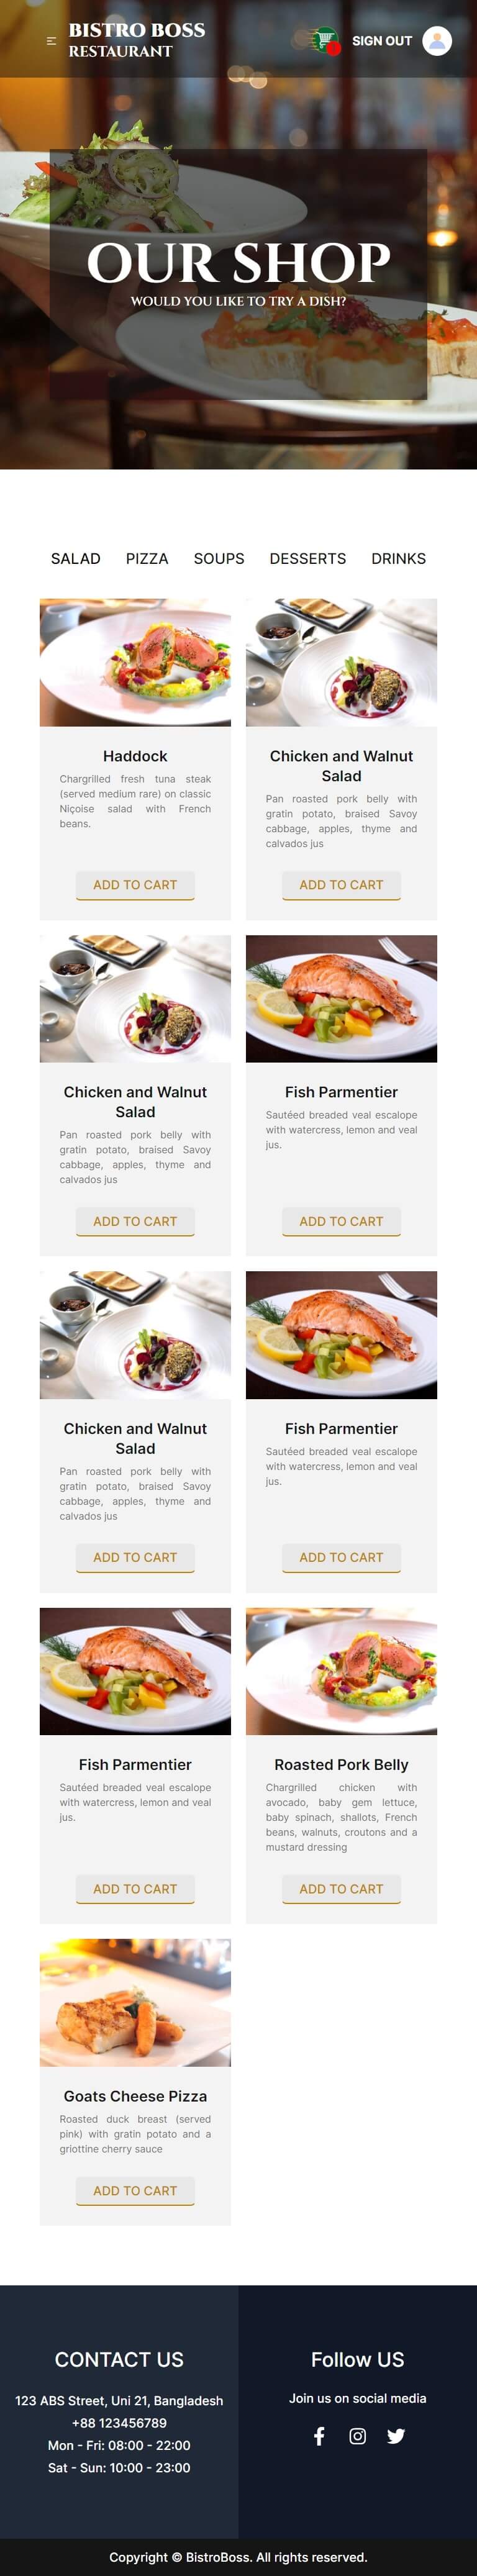 BISTRO BOSS
RESTAURANT
SIGN OUT
OUR SHOP
WOULD YOU LIKE TO TRY A DISH?
SALAD PIZZA SOUPS DESSERTS DRINKS
Haddock
Chargrilled fresh tuna steak
(served medium rare) on classic
Niçoise salad with French
beans.
ADD TO CART
Chicken and Walnut
Salad
Pan roasted pork belly with
gratin potato, braised Savoy
cabbage, apples, thyme and
calvados jus
ADD TO CART
Chicken and Walnut
Salad
Pan roasted pork belly with
gratin potato, braised Savoy
cabbage, apples, thyme and
calvados jus
ADD TO CART
Fish Parmentier
Sautéed breaded veal escalope
with watercress, lemon and veal
jus.
ADD TO CART
Chicken and Walnut
Salad
Pan roasted pork belly with
gratin potato, braised Savoy
cabbage, apples, thyme and
calvados jus
ADD TO CART
Fish Parmentier
Sautéed breaded veal escalope
with watercress, lemon and veal
jus.
ADD TO CART
Fish Parmentier
Sautéed breaded veal escalope
with watercress, lemon and veal
jus.
ADD TO CART
Roasted Pork Belly
Chargrilled chicken with
avocado, baby gem lettuce,
baby spinach, shallots, French
beans, walnuts, croutons and a
mustard dressing
ADD TO CART
Goats Cheese Pizza
Roasted duck breast (served
pink) with gratin potato and a
griottine cherry sauce
ADD TO CART
CONTACT US
123 ABS Street, Uni 21, Bangladesh
+88 123456789
Mon - Fri: 08:00 - 22:00
Sat - Sun: 10:00 - 23:00
Follow US
Join us on social media
Copyright © BistroBoss. All rights reserved.